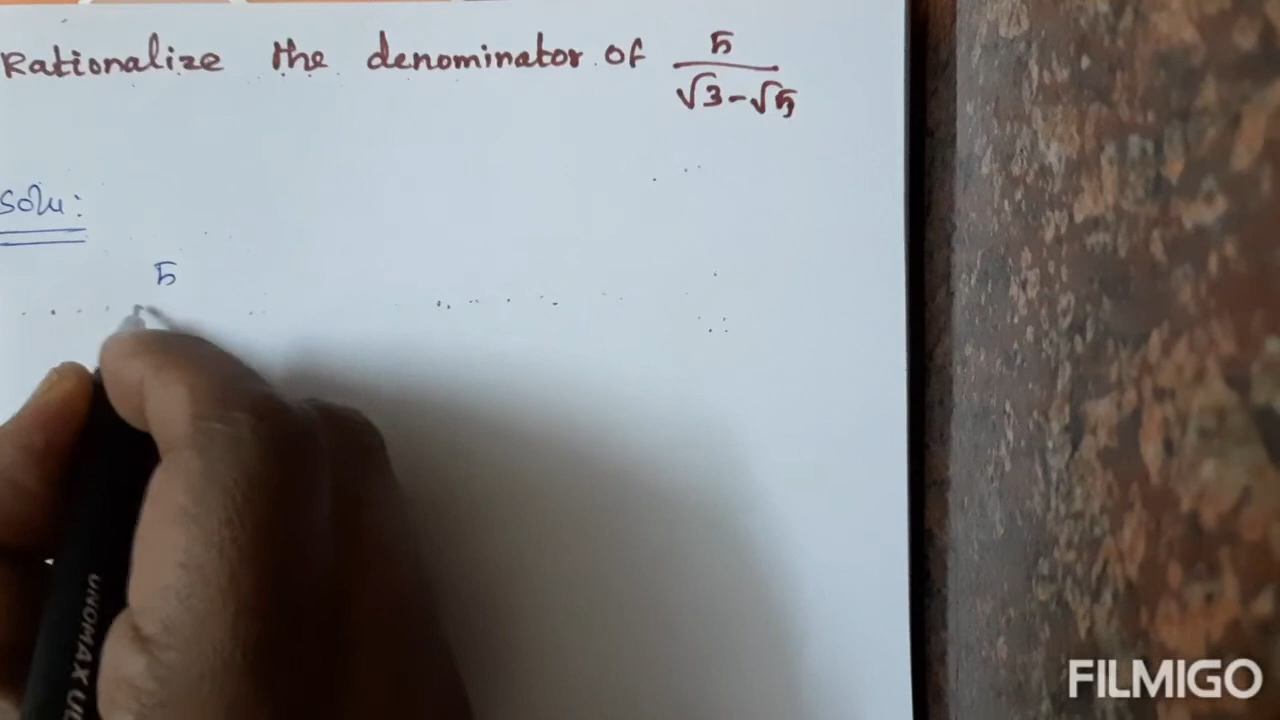 Rationalize the denominator of 5
√3-√5
Solu:
5
UNOMAX
FILMIGO